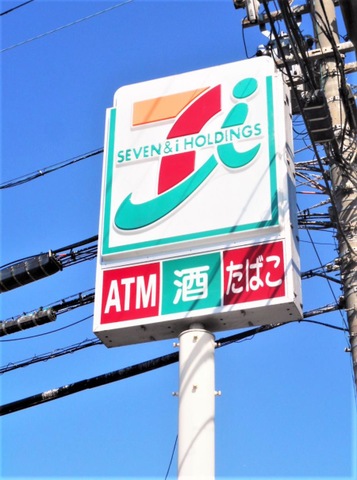 SEVEN & i HOLDINGS
ATM 酒 たばこ